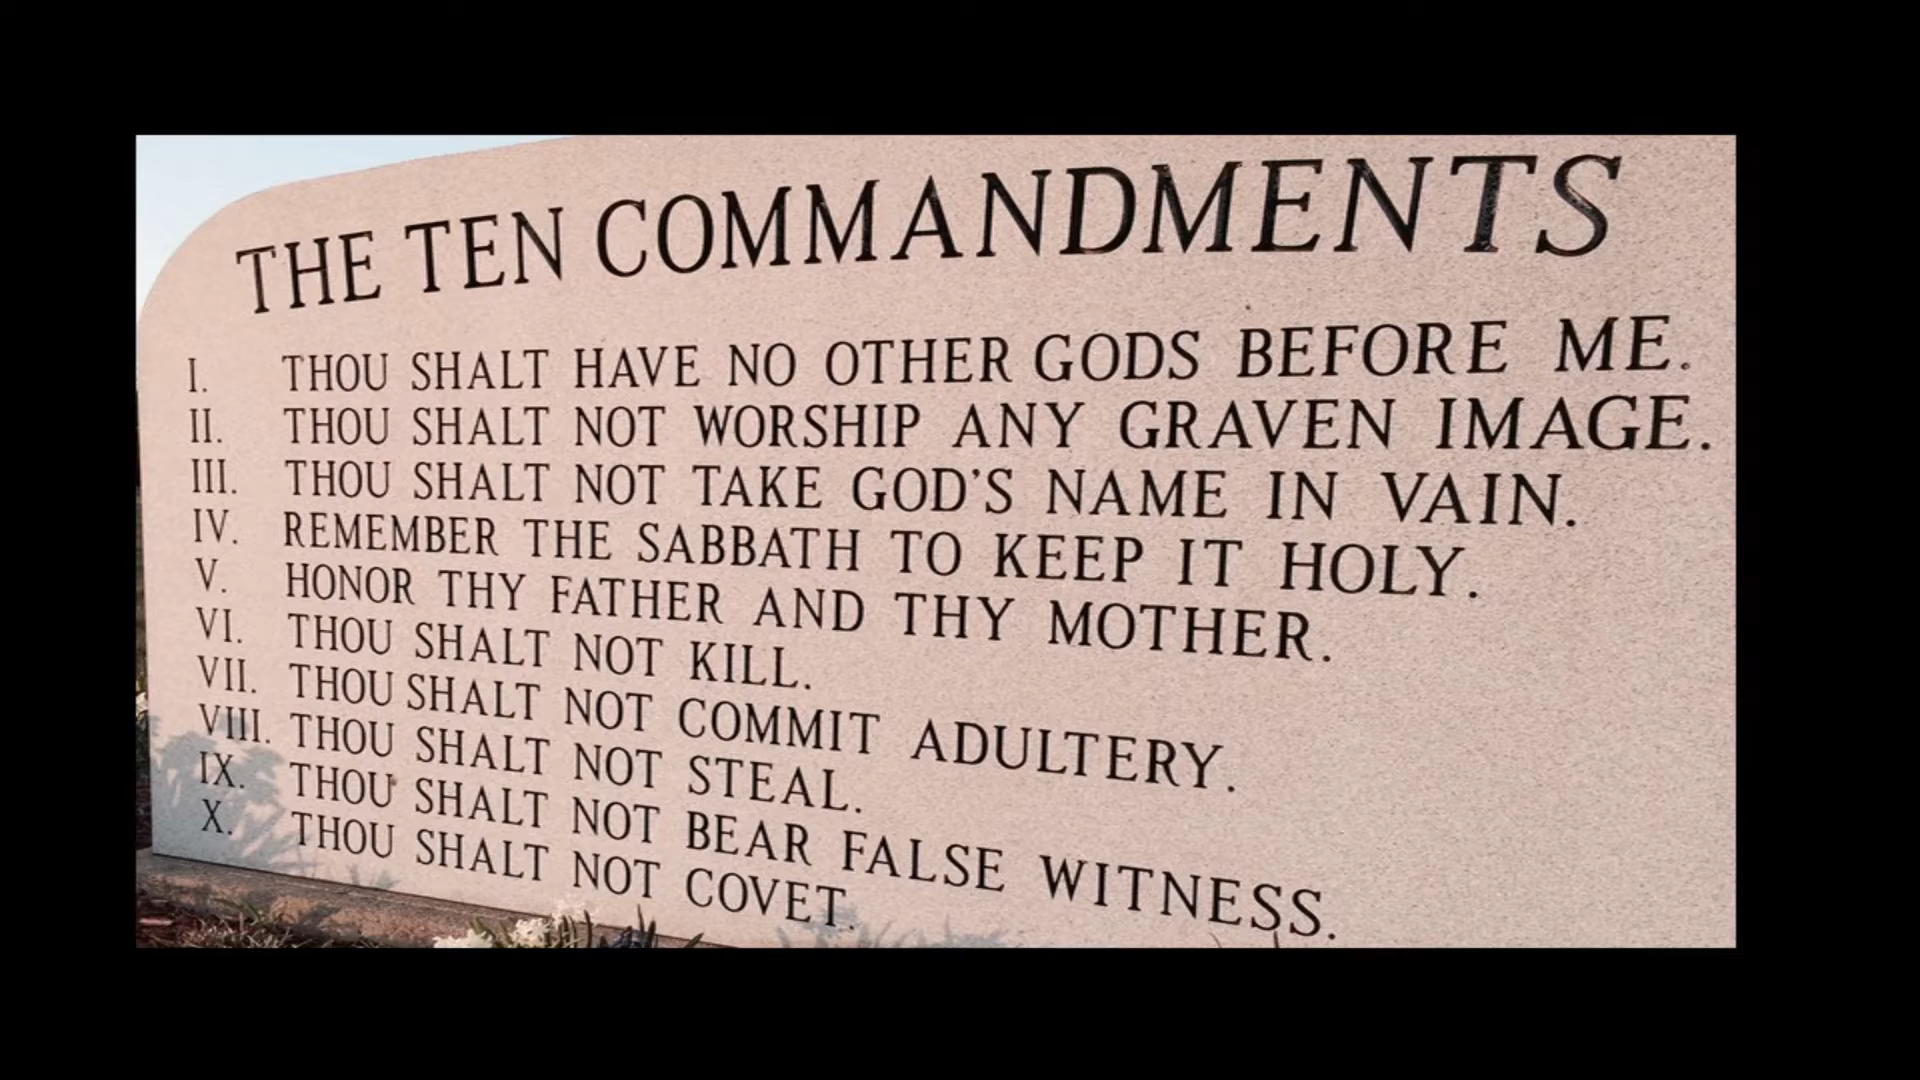 THE TEN COMMANDMENTS
I. THOU SHALT HAVE NO OTHER GODS BEFORE ME.
II. THOU SHALT NOT WORSHIP ANY GRAVEN IMAGE.
III. THOU SHALT NOT TAKE GOD'S NAME IN VAIN.
IV. REMEMBER THE SABBATH TO KEEP IT HOLY.
V. HONOR THY FATHER AND THY MOTHER.
VI. THOU SHALT NOT KILL.
VII. THOU SHALT NOT COMMIT ADULTERY.
VIII. THOU SHALT NOT STEAL.
IX. THOU SHALT NOT BEAR FALSE WITNESS.
X. THOU SHALT NOT COVET.